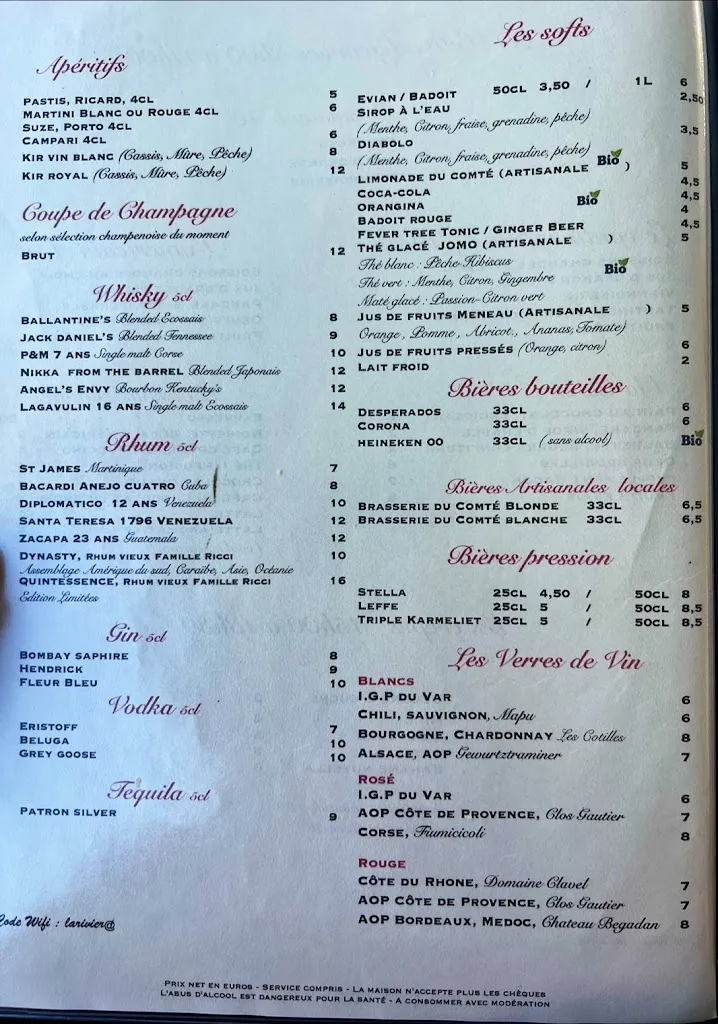 Apéritifs
Pastis, Ricard, 4cl 5
Martini Blanc ou Rouge 4cl 6
Suze, Porto 4cl
Campari 4cl 6
Kir vin blanc (Cassis, Mûre, Pêche) 8
Kir royal (Cassis, Mûre, Pêche) 12
Coupe de Champagne
selon sélection champenoise du moment
Brut 12
Whisky 5cl
Ballantine's Blended Ecossais 8
Jack Daniel's Blended Tennessee 9
P&M 7 ans Single malt Corse 10
Nikka from the Barrel Blended Japonais 12
Angel's Envy Bourbon Kentucky's 12
Lagavulin 16 ans Single malt Ecossais 14
Rhum 5cl
St James Martinique 7
Bacardi Anejo cuatro Cuba 8
Diplomatico 12 ans Venezuela 10
Santa Teresa 1796 Venezuela 12
Zacapa 23 ans Guatemala 12
Dynasty, Rhum vieux Famille Ricci 10
Assemblage Amérique du sud, Caraïbe, Asie, Océanie
Quintessence, Rhum vieux Famille Ricci 16
Edition Limitées
Gin 5cl
Bombay Saphire 8
Hendrick 9
Fleur Bleu 10
Vodka 5cl
Eristoff 7
Beluga 10
Grey Goose 10
Tequila 5cl
Patron Silver 9
Code Wifi : larivier@
Les softs
Evian / Badoit 50cl 3,50 / 1L 6
Sirop à l'eau 2,50
(Menthe, Citron, fraise, grenadine, pêche)
Diabolo 3,5
(Menthe, Citron, fraise, grenadine, pêche)
Limonade du Comté (artisanale Bio ) 5
Coca-Cola 4,5
Orangina 4,5
Badoit rouge 4
Fever Tree Tonic / Ginger Beer 4,5
Thé glacé Jomo (artisanale Bio ) 5
Thé blanc : Pêche Hibiscus
Thé vert : Menthe, Citron, Gingembre
Maté glacé : Passion-Citron vert
Jus de fruits Meneau (Artisanale Bio ) 5
Orange, Pomme, Abricot., Ananas, Tomate)
Jus de fruits pressés (Orange, citron) 6
Lait froid 2
Bières bouteilles
Desperados 33cl 6
Corona 33cl 6
Heineken 00 33cl (sans alcool) Bio
Bières Artisanales locales
Brasserie du Comté blonde 33cl 6,5
Brasserie du Comté blanche 33cl 6,5
Bières pression
Stella 25cl 4,50 / 50cl 8
Leffe 25cl 5 / 50cl 8,5
Triple Karmeliet 25cl 5 / 50cl 8,5
Les Verres de Vin
Blancs
I.G.P du Var 6
Chili, sauvignon, Mapu 6
Bourgogne, Chardonnay Les Cotilles 8
Alsace, AOP Gewurtztraminer 7
Rosé
I.G.P du Var 6
AOP Côte de Provence, Clos Gautier 7
Corse, Fiumicicoli 8
Rouge
Côte du Rhone, Domaine Clavel 7
AOP Côte de Provence, Clos Gautier 7
AOP Bordeaux, Medoc, Chateau Begadan 8
Prix net en euros - Service compris - La maison n'accepte plus les chèques
L'abus d'alcool est dangereux pour la santé - A consommer avec modération